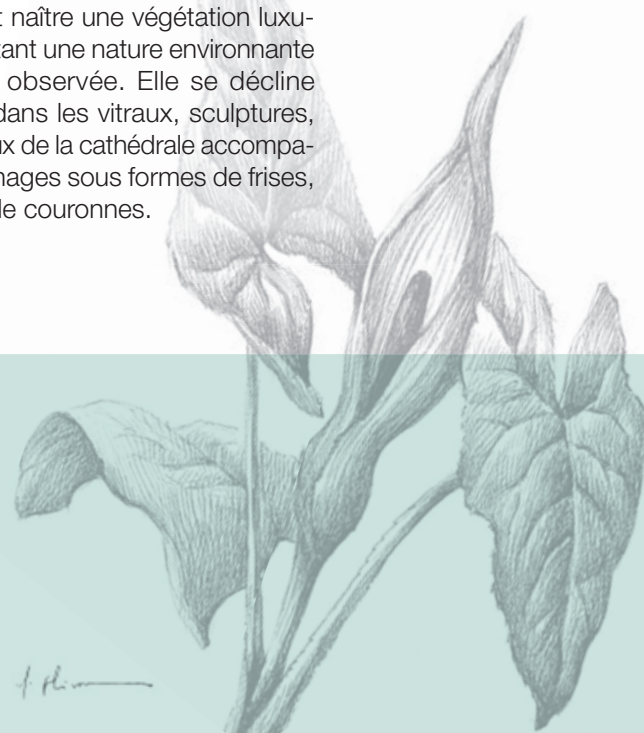 t naître une végétation luxu-
tant une nature environnante
observée. Elle se décline
dans les vitraux, sculptures,
ux de la cathédrale accompa-
nages sous formes de frises,
le couronnes.